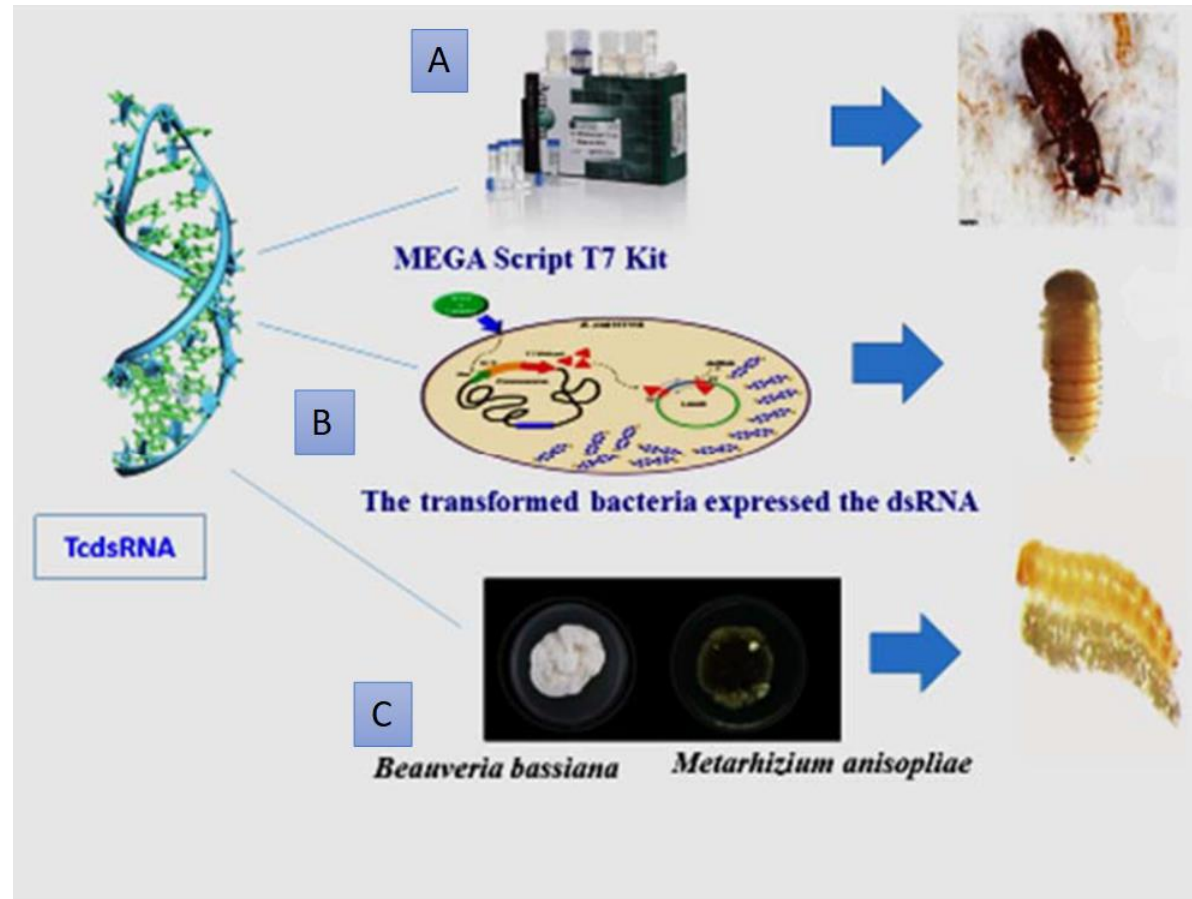 A
MEGA Script T7 Kit
B
The transformed bacteria expressed the dsRNA
TcdsRNA
C
Beauveria bassiana
Metarhizium anisopliae